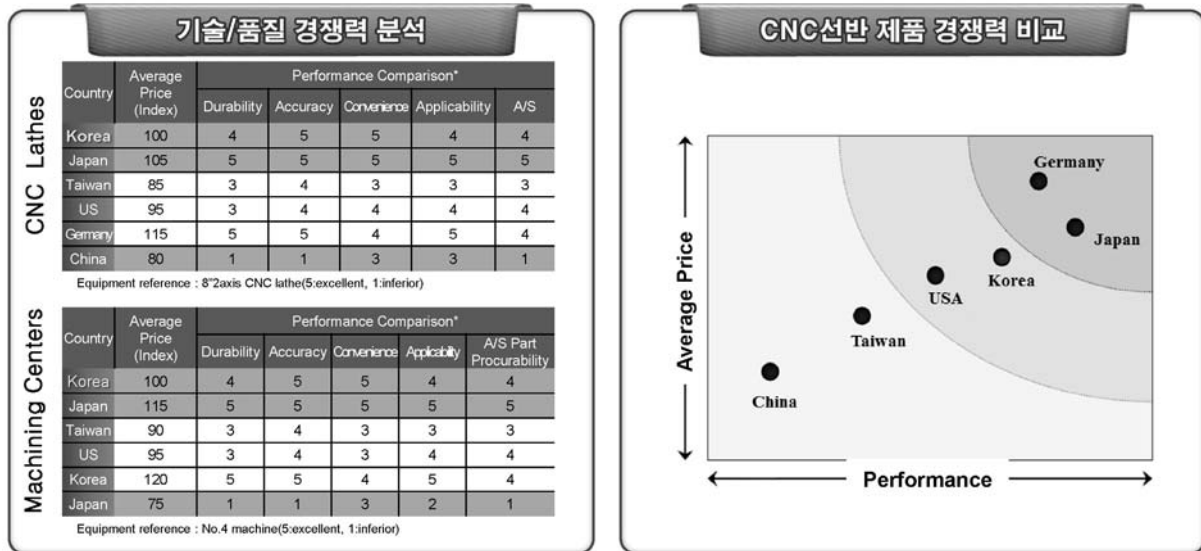 기술/품질 경쟁력 분석
CNC Lathes
Country Average Price (Index) Performance Comparison*
Durability Accuracy Convenience Applicability A/S
Korea 100 4 5 5 4 4
Japan 105 5 5 5 5 5
Taiwan 85 3 4 3 3 3
US 95 3 4 4 4 4
Germany 115 5 5 4 5 4
China 80 1 1 3 3 1
Equipment reference : 8"2axis CNC lathe(5:excellent, 1:inferior)
Machining Centers
Country Average Price (Index) Performance Comparison*
Durability Accuracy Convenience Applicability A/S Part Procurability
Korea 100 4 5 5 4 4
Japan 115 5 5 5 5 5
Taiwan 90 3 4 3 3 3
US 95 3 4 3 4 4
Korea 120 5 5 4 5 4
Japan 75 1 1 3 2 1
Equipment reference : No.4 machine(5:excellent, 1:inferior)
CNC선반 제품 경쟁력 비교
Average Price
Germany
Japan
Korea
USA
Taiwan
China
Performance